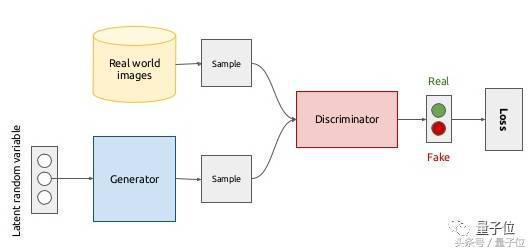 Real world
images
Sample
Real
Discriminator
Loss
Fake
Latent random variable
Generator
Sample
量子位
头条号／量子位